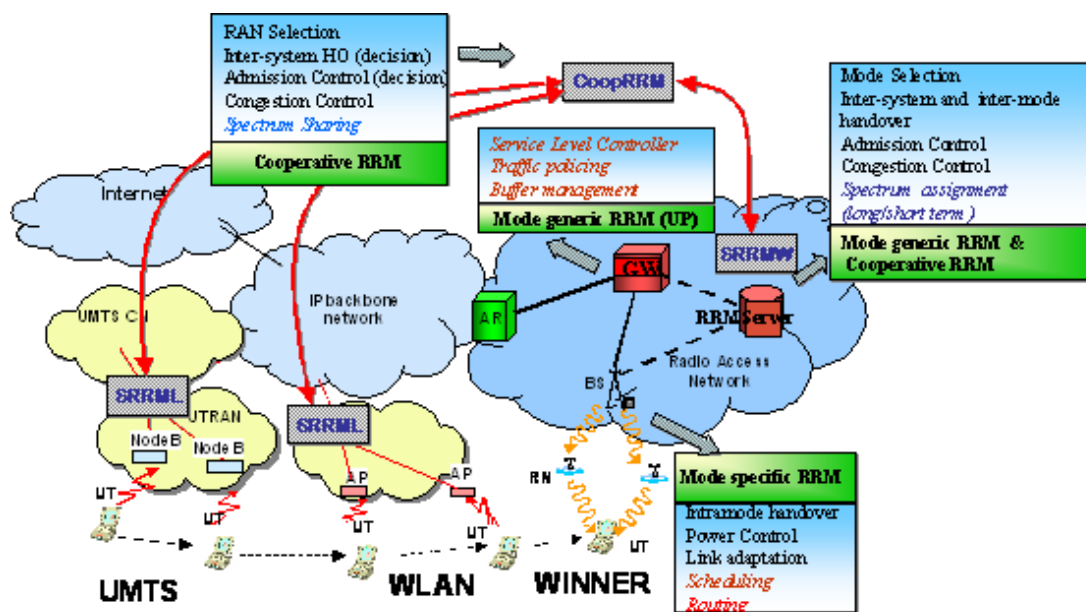 RAN Selection
Inter-system HO (decision)
Admission Control (decision)
Congestion Control
Spectrum Sharing
Cooperative RRM
CoopRRM
Mode Selection
Inter-system and inter-mode
handover
Admission Control
Congestion Control
Spectrum assignment
(long/short term )
Mode generic RRM &
Cooperative RRM
Service Level Controller
Traffic policing
Buffer management
Mode generic RRM (UP)
Internet
IP backbone
network
UMTS CN
SRRMW
GW
AR
RRM Server
Radio Access
Network
BS
SRRML
UTRAN
Node B
Node B
SRRML
AP
AP
RN
UT
UT
UT
UT
UT
Mode specific RRM
Intramode handover
Power Control
Link adaptation
Scheduling
Routing
UMTS
WLAN
WINNER